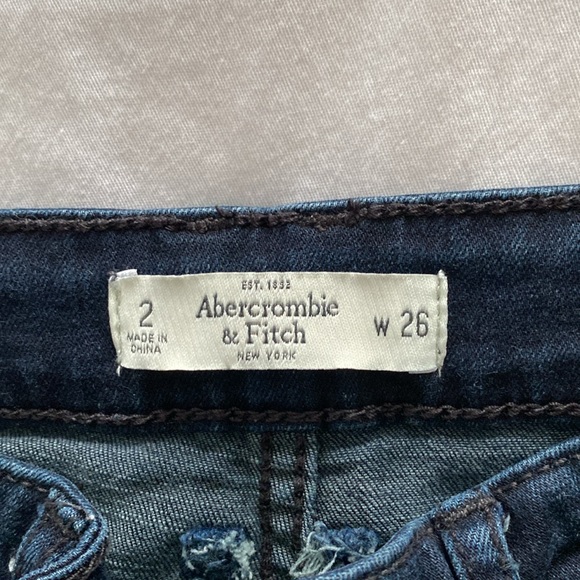 2
MADE IN
CHINA
EST. 1892
Abercrombie
& Fitch
NEW YORK
W 26